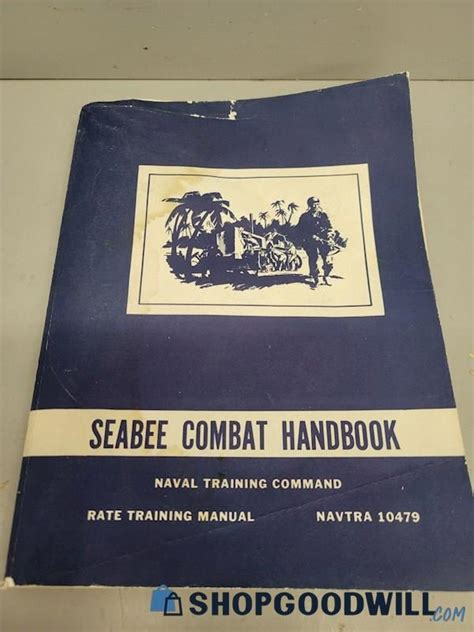 SEABEE COMBAT HANDBOOK
NAVAL TRAINING COMMAND
RATE TRAINING MANUAL NAVTRA 10479
SHOPGOODWILL.COM